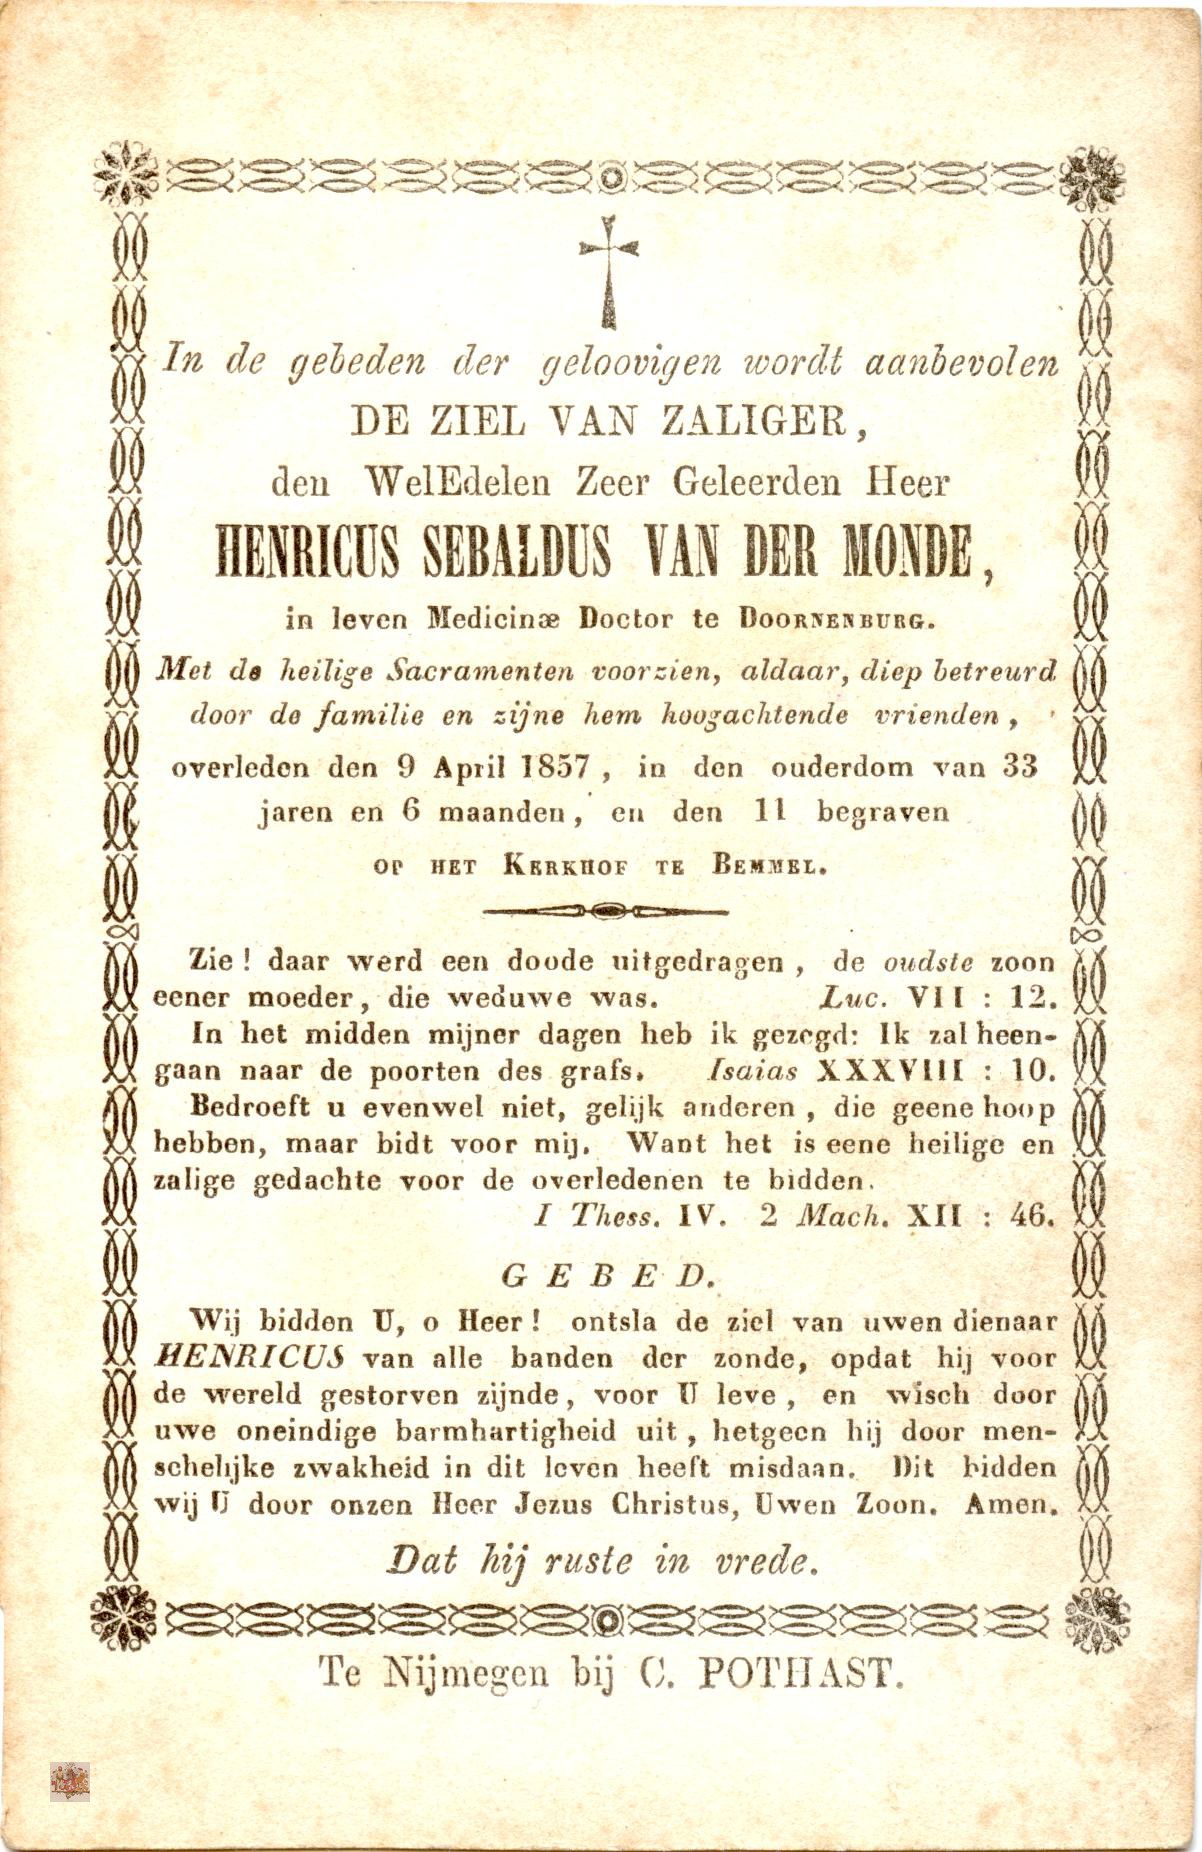 In de gebeden der geloovigen wordt aanbevolen
DE ZIEL VAN ZALIGER,
den WelEdelen Zeer Geleerden Heer
HENRICUS SEBALDUS VAN DER MONDE,
in leven Medicinæ Doctor te DOORNENBURG.
Met de heilige Sacramenten voorzien, aldaar, diep betreurd
door de familie en zijne hem hoogachtende vrienden,
overleden den 9 April 1857, in den ouderdom van 33
jaren en 6 maanden, en den 11 begraven
OP HET KERKHOF TE BEMMEL.
Zie! daar werd een doode uitgedragen, de oudste zoon
eener moeder, die weduwe was. Luc. VII : 12.
In het midden mijner dagen heb ik gezegd: Ik zal heen-
gaan naar de poorten des grafs. Isaias XXXVIII : 10.
Bedroeft u evenwel niet, gelijk anderen, die geene hoop
hebben, maar bidt voor mij. Want het is eene heilige en
zalige gedachte voor de overledenen te bidden.
I Thess. IV. 2 Mach. XII : 46.
GEBED.
Wij bidden U, o Heer! ontsla de ziel van uwen dienaar
HENRICUS van alle banden der zonde, opdat hij voor
de wereld gestorven zijnde, voor U leve, en wisch door
uwe oneindige barmhartigheid uit, hetgeen hij door men-
schelijke zwakheid in dit leven heeft misdaan. Dit bidden
wij U door onzen Heer Jezus Christus, Uwen Zoon. Amen.
Dat hij ruste in vrede.
Te Nijmegen bij C. POTHAST.